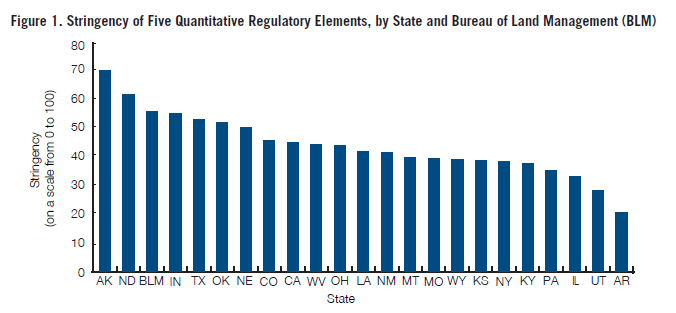 Figure 1. Stringency of Five Quantitative Regulatory Elements, by State and Bureau of Land Management (BLM)
80
70
60
50
40
30
20
10
0
Stringency
(on a scale from 0 to 100)
AK ND BLM IN TX OK NE CO CA WV OH LA NM MT MO WY KS NY KY PA IL UT AR
State